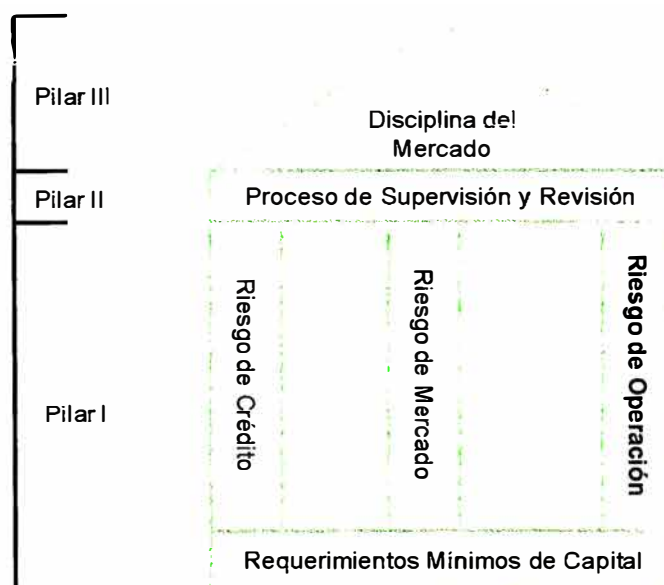 Pilar III
Disciplina del
Mercado
Pilar II
Proceso de Supervisión y Revisión
Pilar I
Riesgo de Crédito
Riesgo de Mercado
Riesgo de Operación
Requerimientos Mínimos de Capital